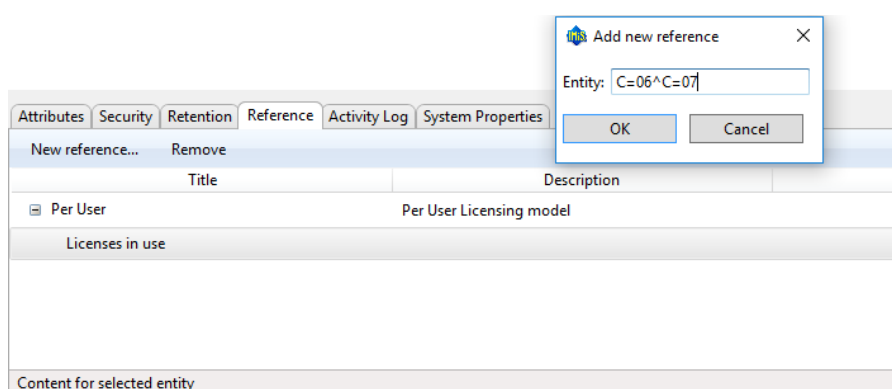 Add new reference
Entity: C=06^C=07
OK Cancel
Attributes Security Retention Reference Activity Log System Properties
New reference... Remove
Title Description
Per User Per User Licensing model
Licenses in use
Content for selected entity